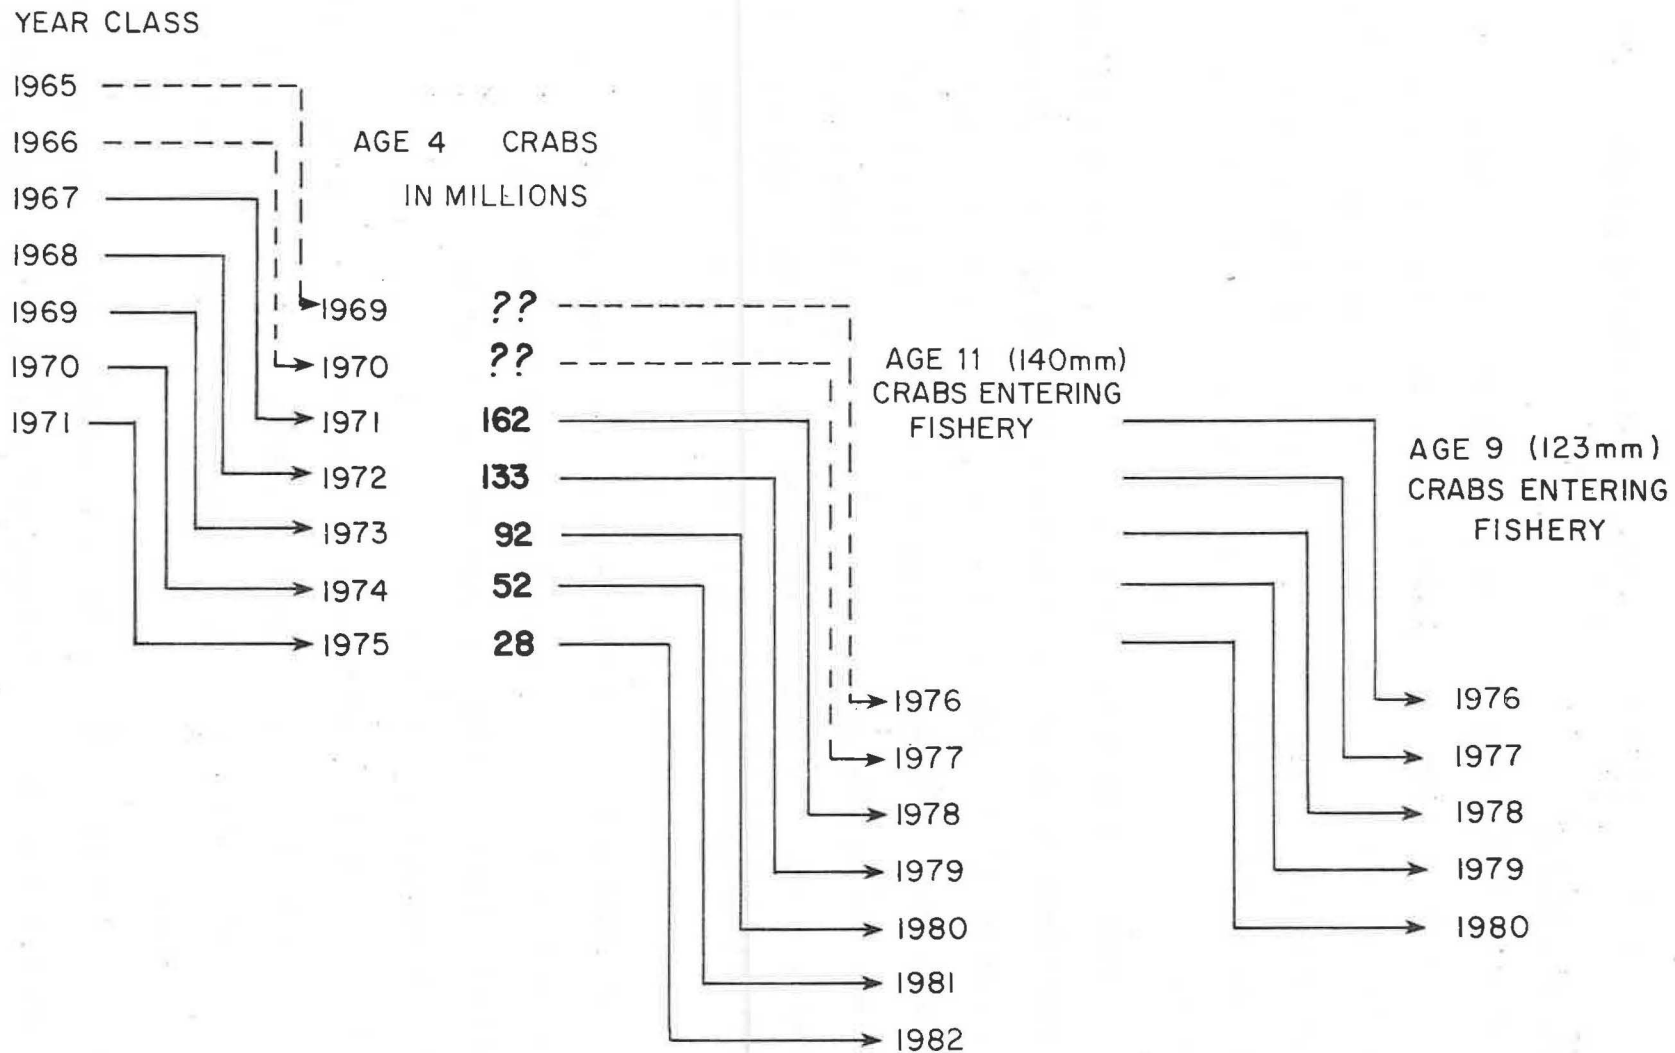 YEAR CLASS
1965
1966
1967
1968
1969
1970
1971
AGE 4 CRABS
IN MILLIONS
1969 ??
1970 ??
1971 162
1972 133
1973 92
1974 52
1975 28
AGE 11 (140mm)
CRABS ENTERING
FISHERY
1976
1977
1978
1979
1980
1981
1982
AGE 9 (123mm)
CRABS ENTERING
FISHERY
1976
1977
1978
1979
1980